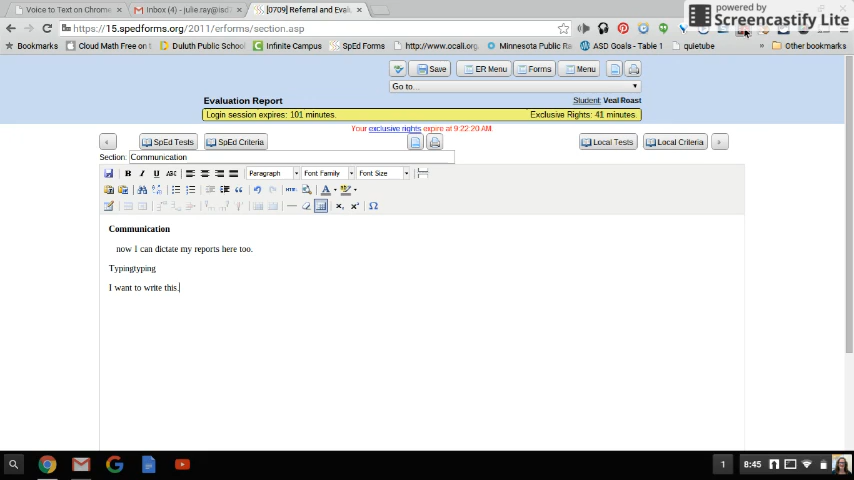 powered by
Screencastify Lite
Voice to Text on Chrome
Inbox (4) - julie.ray@isd7
[0709] Referral and Eval
https://15.spedforms.org/2011/erforms/section.asp
Bookmarks
Cloud Math Free on t
Duluth Public School
Infinite Campus
SpEd Forms
http://www.ocali.org
Minnesota Public Ra
ASD Goals - Table 1
quietube
»
Other bookmarks
Save
ER Menu
Forms
Menu
Go to...
Evaluation Report
Student: Veal Roast
Login session expires: 101 minutes.
Exclusive Rights: 41 minutes.
Your exclusive rights expire at 9:22:20 AM.
SpEd Tests
SpEd Criteria
Local Tests
Local Criteria
Section: Communication
B I U ABC
Paragraph
Font Family
Font Size
HTML
Communication
now I can dictate my reports here too.
Typingtyping
I want to write this.
1
8:45